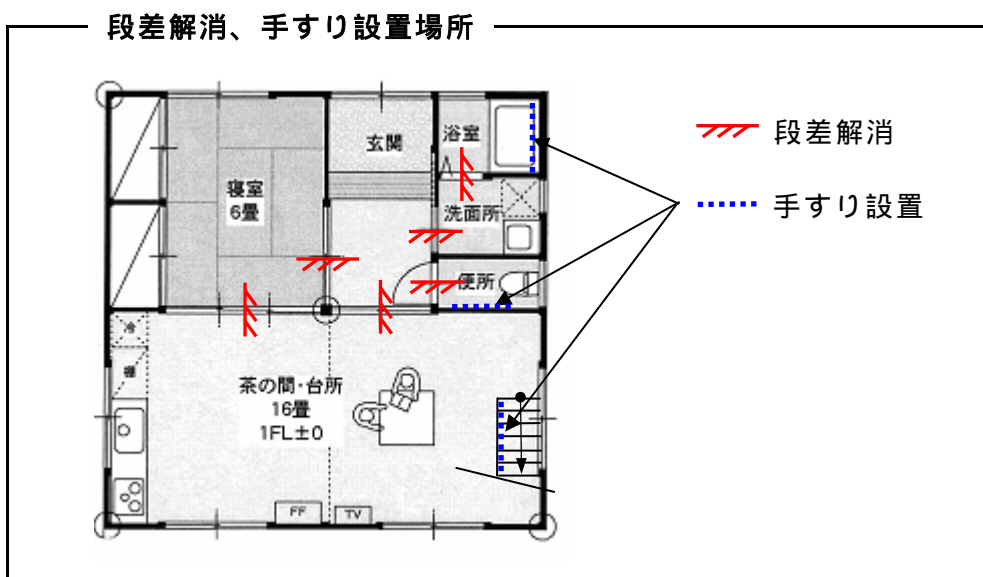 段差解消、手すり設置場所
玄関
浴室
段差解消
寝室
6畳
洗面所
手すり設置
便所
冷
茶の間・台所
16畳
1FL±0
FF
TV